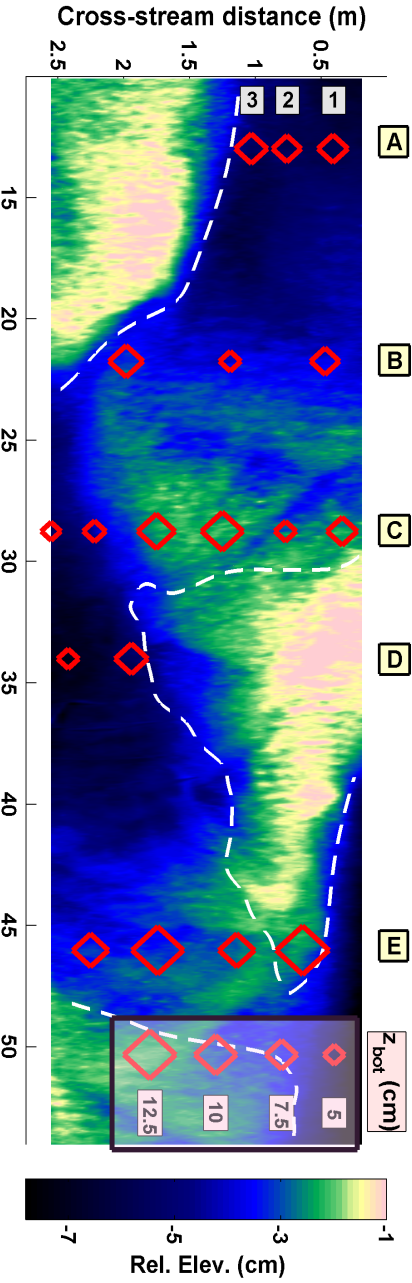 Cross-stream distance (m)
2.5 2 1.5 1 0.5
3 2 1
A
15
20
B
25
C
30
D
35
40
45
E
50
z_bot (cm)
12.5 10 7.5 5
-7 -5 -3 -1
Rel. Elev. (cm)